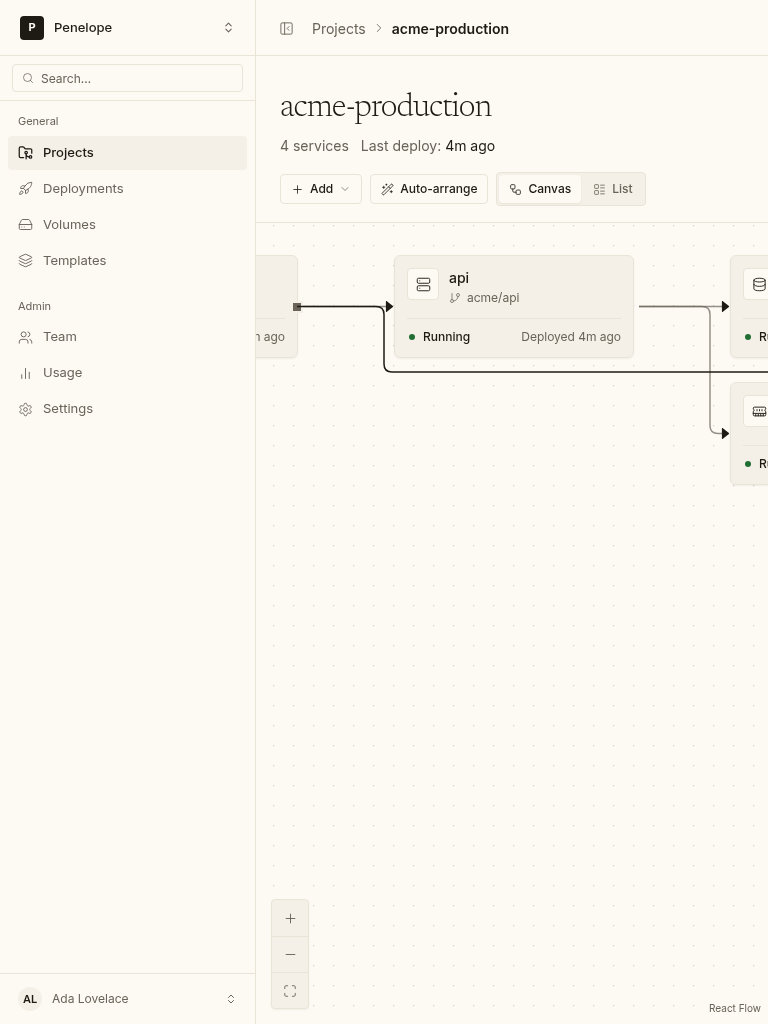 P Penelope
Search...
General
Projects
Deployments
Volumes
Templates
Admin
Team
Usage
Settings
AL Ada Lovelace
Projects > acme-production
acme-production
4 services Last deploy: 4m ago
Add Auto-arrange Canvas List
ago
api
acme/api
Running Deployed 4m ago
React Flow